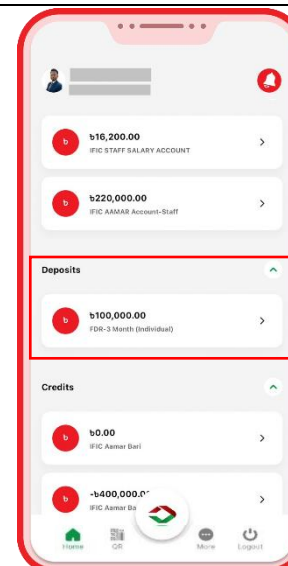 ৳16,200.00
IFIC STAFF SALARY ACCOUNT
৳220,000.00
IFIC AAMAR Account-Staff
Deposits
৳100,000.00
FDR-3 Month (Individual)
Credits
৳0.00
IFIC Aamar Bari
-৳400,000.0
IFIC Aamar Ba
Home
QR
More
Logout